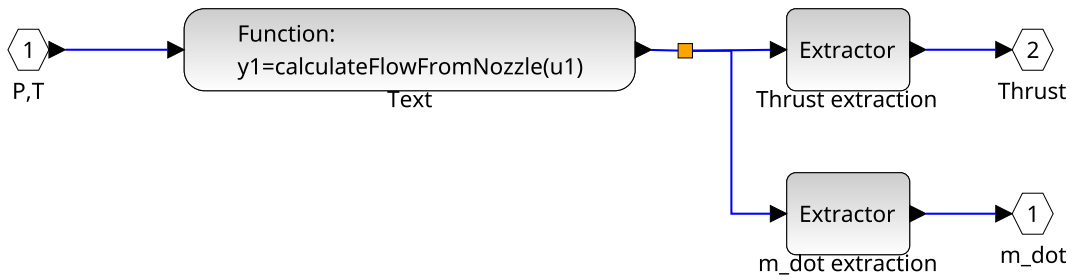 1
P,T
Function:
y1=calculateFlowFromNozzle(u1)
Text
Extractor
Thrust extraction
2
Thrust
Extractor
m_dot extraction
1
m_dot